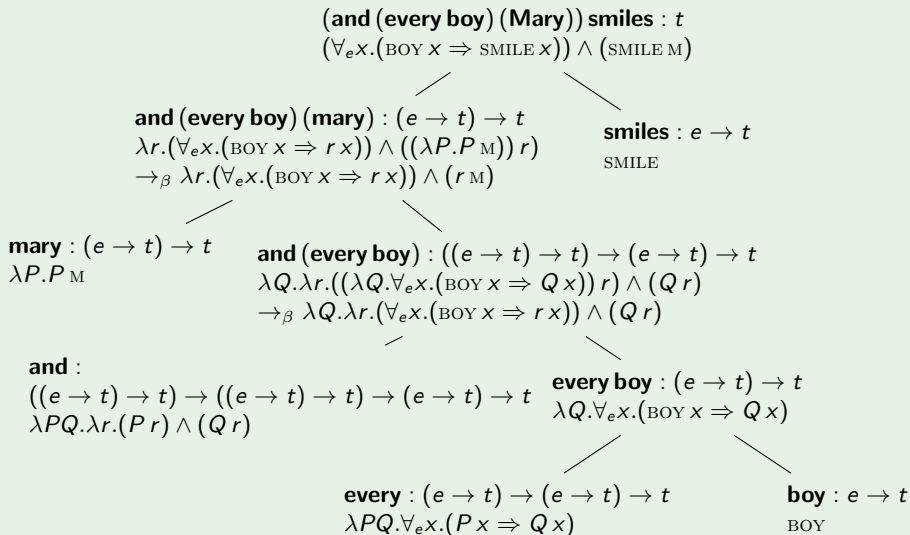 (and (every boy) (Mary)) smiles : t
(∀ₑx.(BOY x ⇒ SMILE x)) ∧ (SMILE M)
and (every boy) (mary) : (e → t) → t
λr.(∀ₑx.(BOY x ⇒ r x)) ∧ ((λP.P M)) r)
→β λr.(∀ₑx.(BOY x ⇒ r x)) ∧ (r M)
smiles : e → t
SMILE
mary : (e → t) → t
λP.P M
and (every boy) : ((e → t) → t) → (e → t) → t
λQ.λr.((λQ.∀ₑx.(BOY x ⇒ Q x)) r) ∧ (Q r)
→β λQ.λr.(∀ₑx.(BOY x ⇒ r x)) ∧ (Q r)
and :
((e → t) → t) → ((e → t) → t) → (e → t) → t
λPQ.λr.(P r) ∧ (Q r)
every boy : (e → t) → t
λQ.∀ₑx.(BOY x ⇒ Q x)
every : (e → t) → (e → t) → t
λPQ.∀ₑx.(P x ⇒ Q x)
boy : e → t
BOY